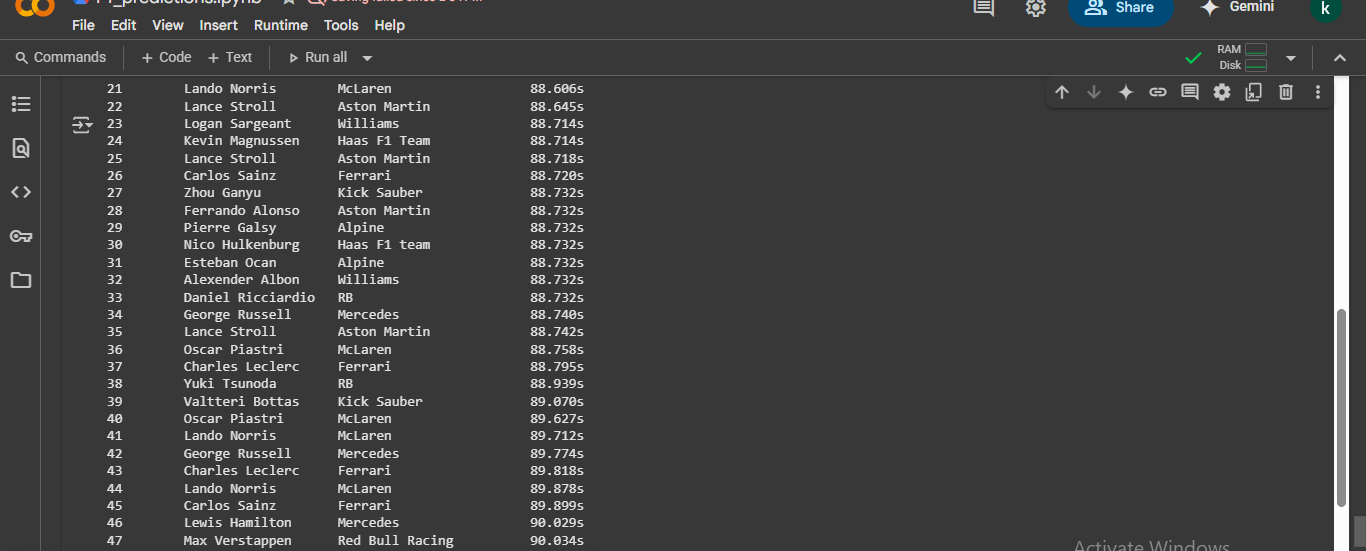 File Edit View Insert Runtime Tools Help
Share
Gemini
k
Commands + Code + Text Run all
RAM
Disk
21 Lando Norris McLaren 88.606s
22 Lance Stroll Aston Martin 88.645s
23 Logan Sargeant Williams 88.714s
24 Kevin Magnussen Haas F1 Team 88.714s
25 Lance Stroll Aston Martin 88.718s
26 Carlos Sainz Ferrari 88.720s
27 Zhou Ganyu Kick Sauber 88.732s
28 Ferrando Alonso Aston Martin 88.732s
29 Pierre Galsy Alpine 88.732s
30 Nico Hulkenburg Haas F1 team 88.732s
31 Esteban Ocan Alpine 88.732s
32 Alexender Albon Williams 88.732s
33 Daniel Ricciardio RB 88.732s
34 George Russell Mercedes 88.740s
35 Lance Stroll Aston Martin 88.742s
36 Oscar Piastri McLaren 88.758s
37 Charles Leclerc Ferrari 88.795s
38 Yuki Tsunoda RB 88.939s
39 Valtteri Bottas Kick Sauber 89.070s
40 Oscar Piastri McLaren 89.627s
41 Lando Norris McLaren 89.712s
42 George Russell Mercedes 89.774s
43 Charles Leclerc Ferrari 89.818s
44 Lando Norris McLaren 89.878s
45 Carlos Sainz Ferrari 89.899s
46 Lewis Hamilton Mercedes 90.029s
47 Max Verstappen Red Bull Racing 90.034s
Activate Windows